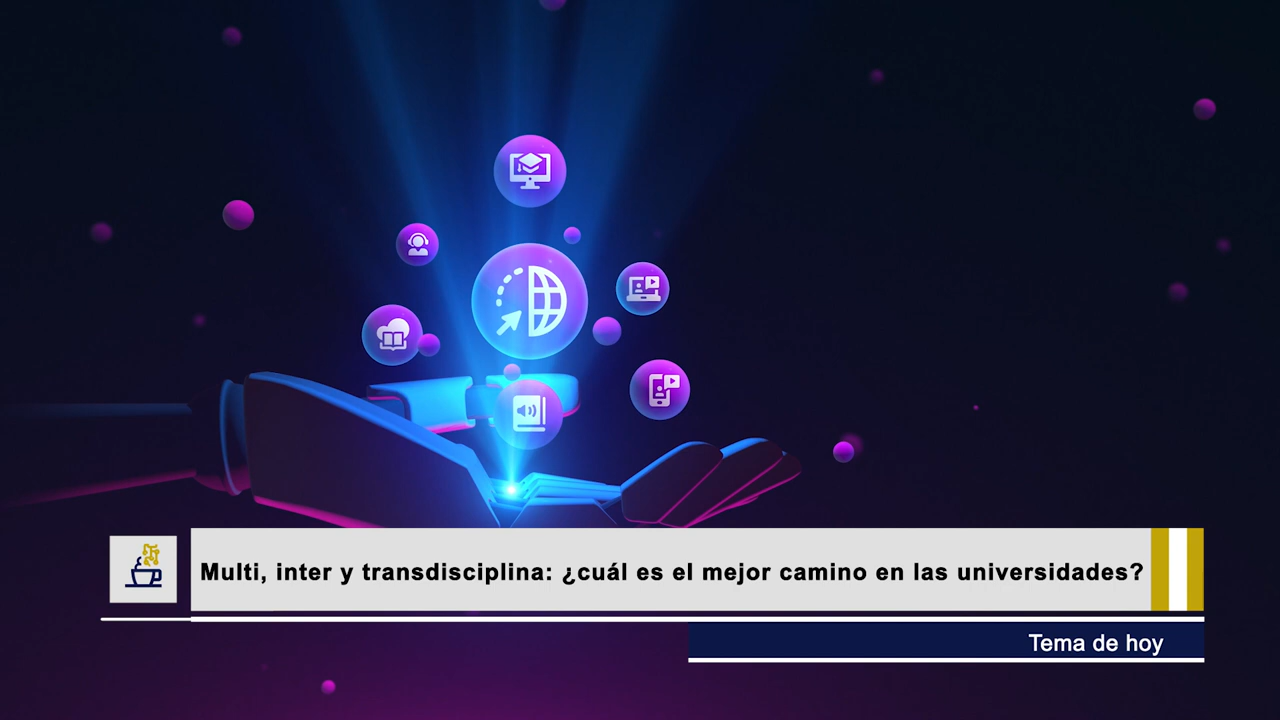 Multi, inter y transdisciplina: ¿cuál es el mejor camino en las universidades?
Tema de hoy